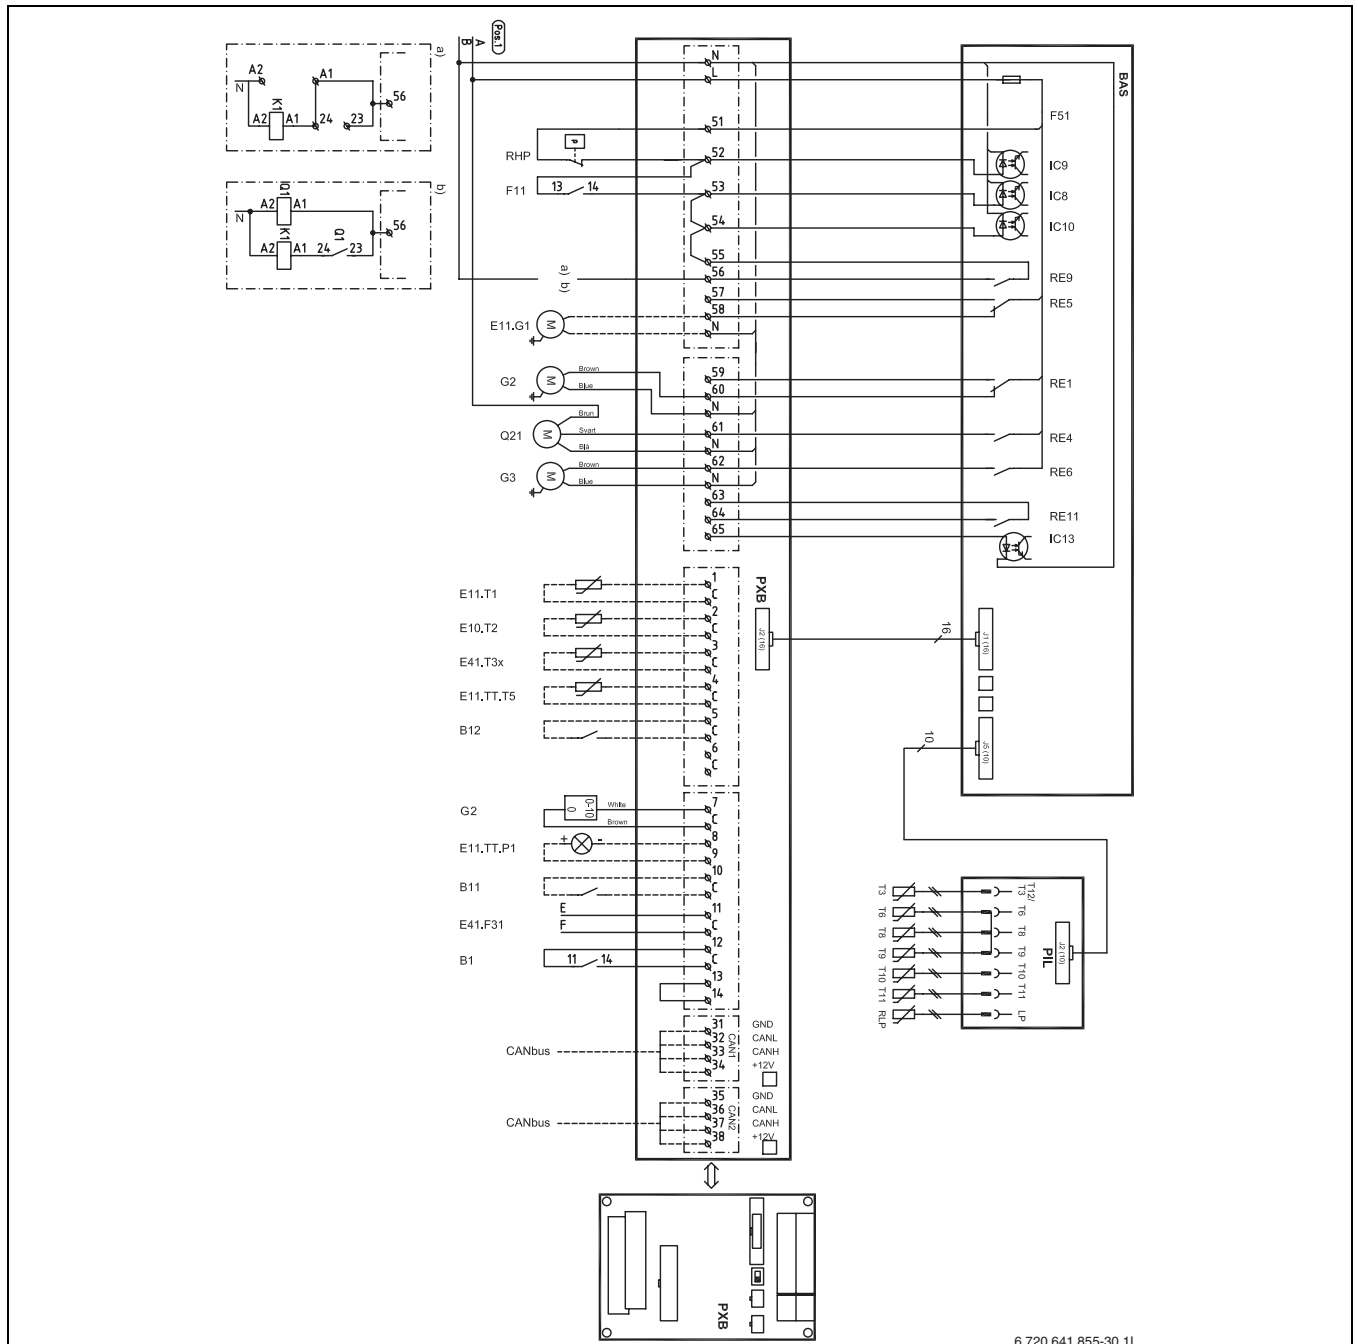 Pos.1
A
B
a)
A2
A1
N
K1
A2
A1
24
23
56
b)
Q1
A2
A1
N
K1
Q1
A2
A1
24
23
56
N
L
BAS
51
F51
RHP
P
52
IC9
F11
13
14
53
IC8
54
IC10
55
a) b)
56
RE9
57
RE5
58
E11.G1
M
N
G2
M
Brown
Blue
59
60
RE1
N
Brun
Q21
M
Svart
Blå
61
RE4
N
62
RE6
G3
M
Brown
Blue
N
63
64
RE11
65
IC13
E11.T1
1
C
PXB
J2 (16)
16
J1 (16)
E10.T2
2
C
E41.T3x
3
C
E11.TT.T5
4
C
B12
5
C
6
C
10
J5 (10)
G2
0-10
0
White
Brown
7
C
E11.TT.P1
+
-
8
9
B11
10
C
E41.F31
E
F
11
C
B1
11
14
12
C
13
14
T3
T12/
T3
T6
T6
T8
T8
T9
T9
T10
T10
T11
T11
RLP
LP
PIL
J2 (10)
CANbus
31
32
33
34
CAN1
GND
CANL
CANH
+12V
CANbus
35
36
37
38
CAN2
GND
CANL
CANH
+12V
PXB
6 720 641 855-30.1I